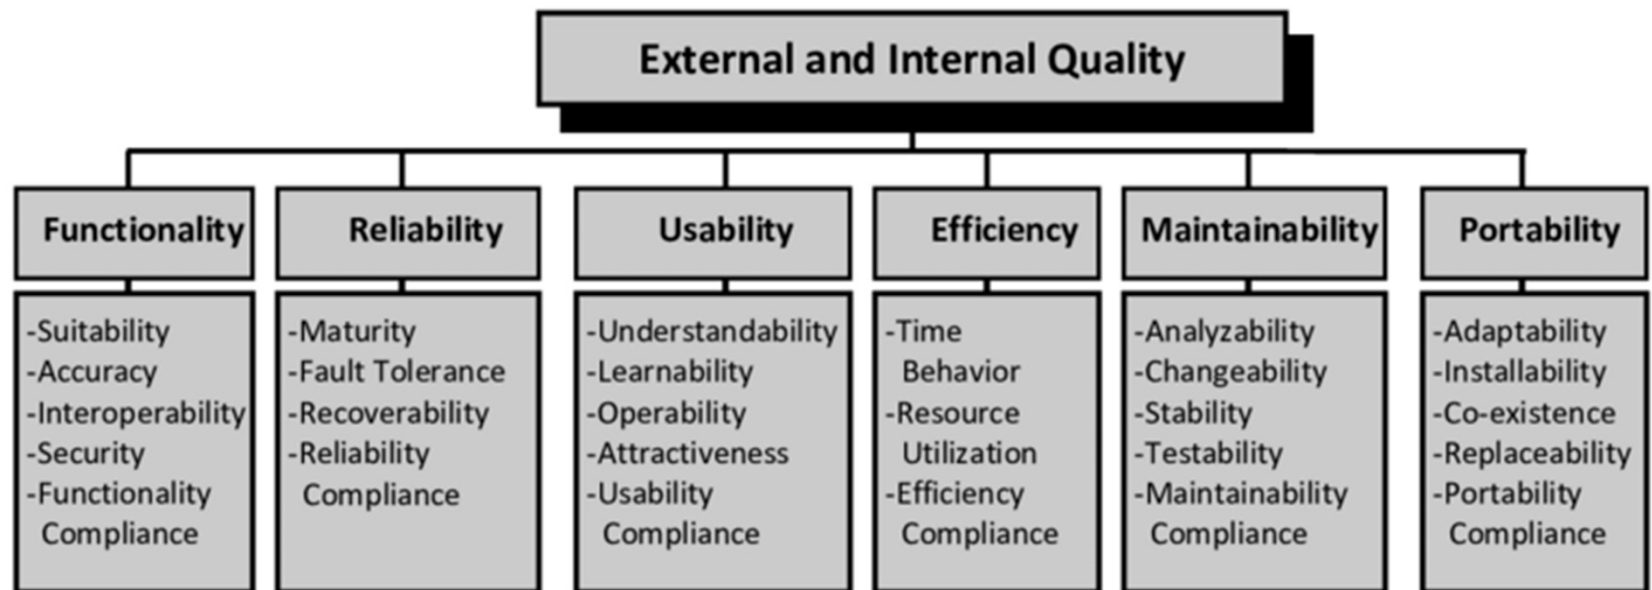 External and Internal Quality
Functionality
-Suitability
-Accuracy
-Interoperability
-Security
-Functionality
Compliance
Reliability
-Maturity
-Fault Tolerance
-Recoverability
-Reliability
Compliance
Usability
-Understandability
-Learnability
-Operability
-Attractiveness
-Usability
Compliance
Efficiency
-Time
Behavior
-Resource
Utilization
-Efficiency
Compliance
Maintainability
-Analyzability
-Changeability
-Stability
-Testability
-Maintainability
Compliance
Portability
-Adaptability
-Installability
-Co-existence
-Replaceability
-Portability
Compliance